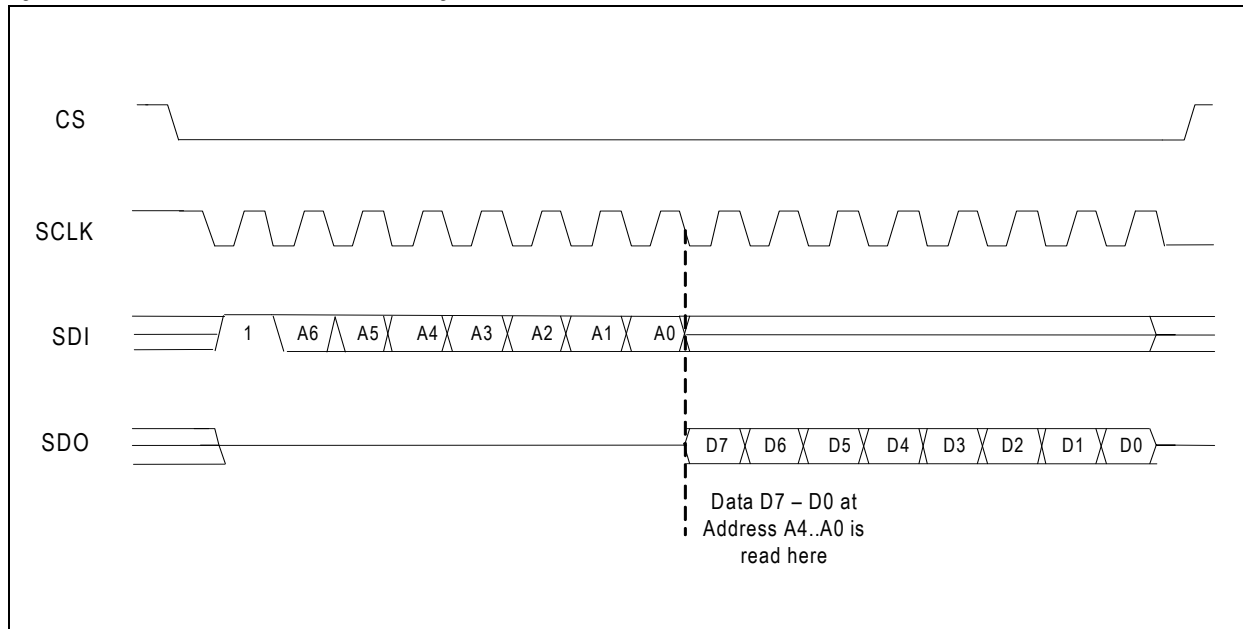 CS
SCLK
SDI
1 A6 A5 A4 A3 A2 A1 A0
SDO
D7 D6 D5 D4 D3 D2 D1 D0
Data D7 – D0 at
Address A4..A0 is
read here